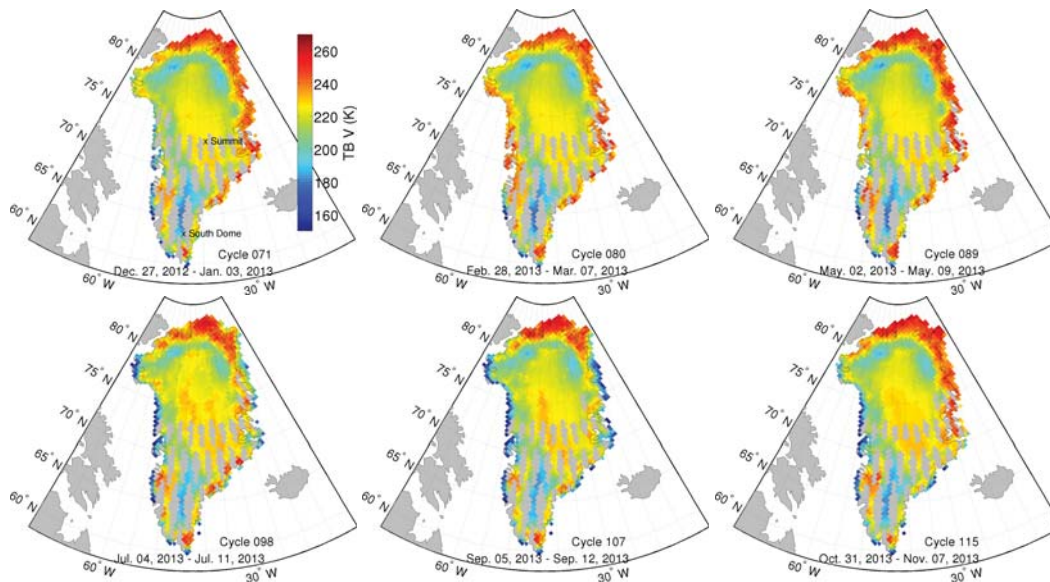 80° N
75° N
70° N
65° N
60° N
60° W
30° W
260
240
220
200
180
160
TB V (K)
x Summit
x South Dome
Cycle 071
Dec. 27, 2012 - Jan. 03, 2013
80° N
75° N
70° N
65° N
60° N
60° W
30° W
Cycle 080
Feb. 28, 2013 - Mar. 07, 2013
80° N
75° N
70° N
65° N
60° N
60° W
30° W
Cycle 089
May. 02, 2013 - May. 09, 2013
80° N
75° N
70° N
65° N
60° N
60° W
30° W
Cycle 098
Jul. 04, 2013 - Jul. 11, 2013
80° N
75° N
70° N
65° N
60° N
60° W
30° W
Cycle 107
Sep. 05, 2013 - Sep. 12, 2013
80° N
75° N
70° N
65° N
60° N
60° W
30° W
Cycle 115
Oct. 31, 2013 - Nov. 07, 2013